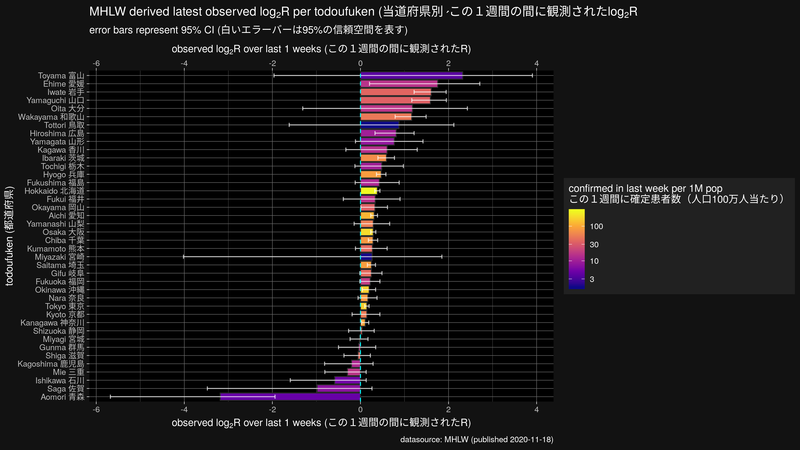 MHLW derived latest observed log₂R per todoufuken (当道府県別 -この１週間の間に観測されたlog₂R
error bars represent 95% CI (白いエラーバーは95%の信頼空間を表す)
observed log₂R over last 1 weeks (この１週間の間に観測されたR)
-6 -4 -2 0 2 4
todoufuken (都道府県)
Toyama 富山
Ehime 愛媛
Iwate 岩手
Yamaguchi 山口
Oita 大分
Wakayama 和歌山
Tottori 鳥取
Hiroshima 広島
Yamagata 山形
Kagawa 香川
Ibaraki 茨城
Tochigi 栃木
Hyogo 兵庫
Fukushima 福島
Hokkaido 北海道
Fukui 福井
Okayama 岡山
Aichi 愛知
Yamanashi 山梨
Osaka 大阪
Chiba 千葉
Kumamoto 熊本
Miyazaki 宮崎
Saitama 埼玉
Gifu 岐阜
Fukuoka 福岡
Okinawa 沖縄
Nara 奈良
Tokyo 東京
Kyoto 京都
Kanagawa 神奈川
Shizuoka 静岡
Miyagi 宮城
Gunma 群馬
Shiga 滋賀
Kagoshima 鹿児島
Mie 三重
Ishikawa 石川
Saga 佐賀
Aomori 青森
-6 -4 -2 0 2 4
observed log₂R over last 1 weeks (この１週間の間に観測されたR)
confirmed in last week per 1M pop
この１週間に確定患者数（人口100万人当たり）
100
30
10
3
datasource: MHLW (published 2020-11-18)